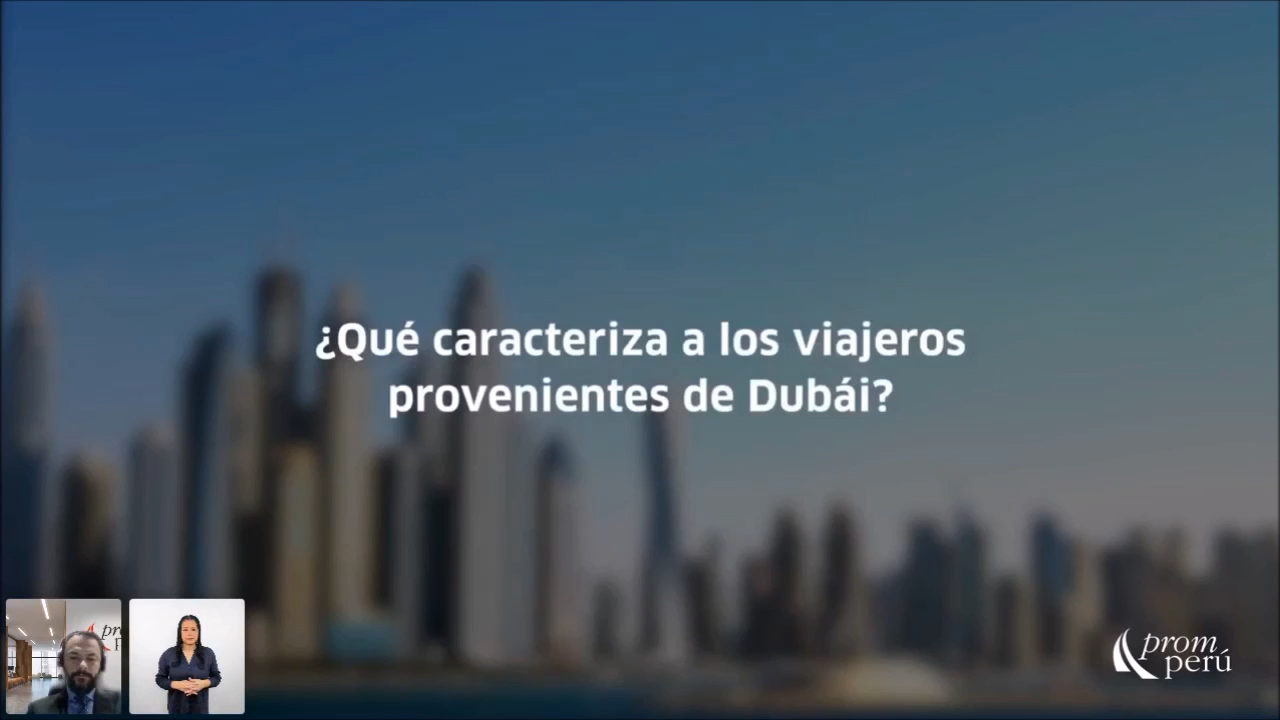 ¿Qué caracteriza a los viajeros
provenientes de Dubái?
prom
perú